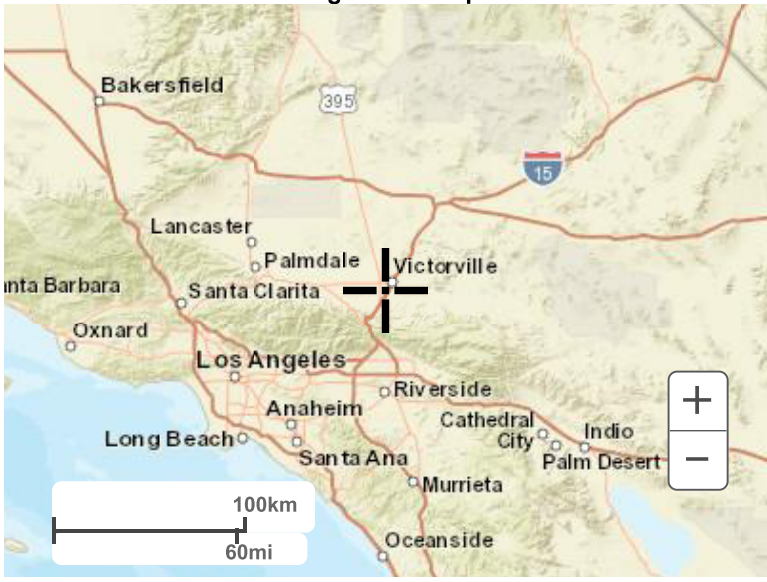 Bakersfield
395
15
Lancaster
Palmdale
Victorville
nta Barbara
Santa Clarita
Oxnard
Los Angeles
Riverside
Anaheim
Cathedral
City
Indio
Long Beach
Santa Ana
Palm Desert
Murrieta
100km
60mi
Oceanside
+
−